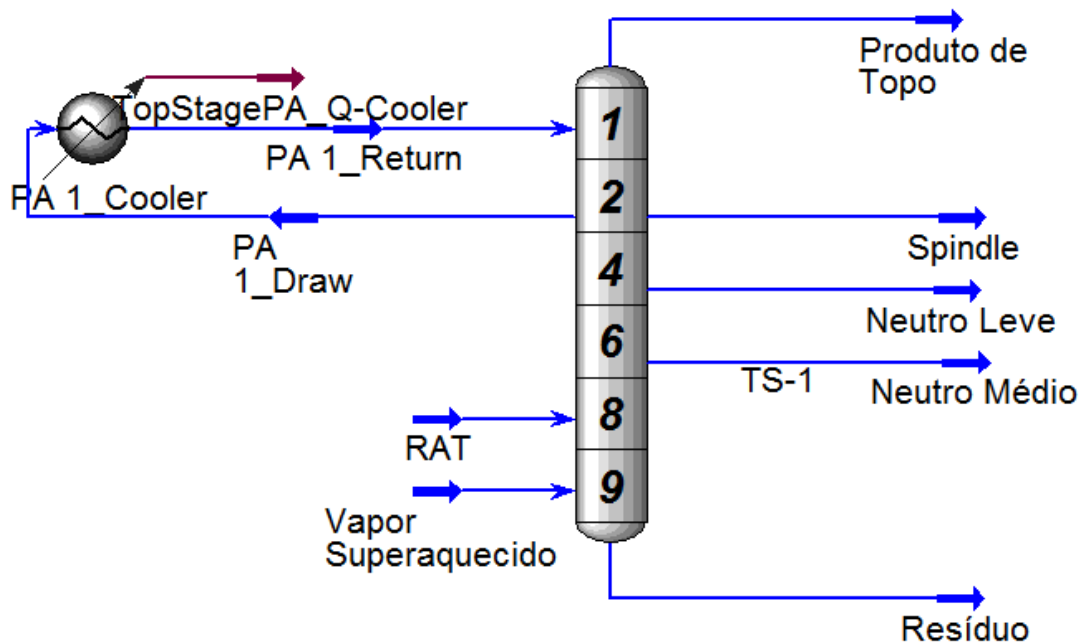 Produto de
Topo
TopStagePA_Q-Cooler
1
PA 1_Return
PA 1_Cooler
2
PA
1_Draw
Spindle
4
Neutro Leve
6
TS-1
Neutro Médio
8
RAT
9
Vapor
Superaquecido
Resíduo